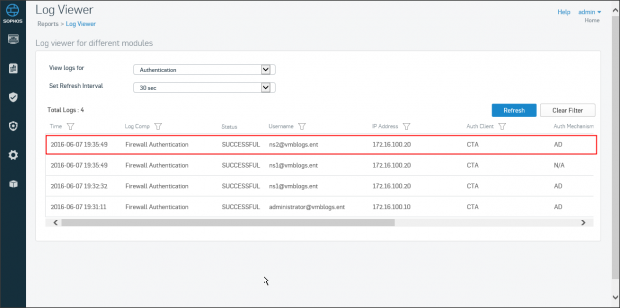 SOPHOS
Log Viewer
Reports » Log Viewer
Help admin
Home
Log viewer for different modules
View logs for Authentication
Set Refresh Interval 30 sec
Total Logs : 4 Refresh Clear Filter
Time Log Comp Status Username IP Address Auth Client Auth Mechanism
2016-06-07 19:35:49 Firewall Authentication SUCCESSFUL ns2@vmblogs.ent 172.16.100.20 CTA AD
2016-06-07 19:35:49 Firewall Authentication SUCCESSFUL ns1@vmblogs.ent 172.16.100.20 CTA N/A
2016-06-07 19:32:32 Firewall Authentication SUCCESSFUL ns1@vmblogs.ent 172.16.100.20 CTA AD
2016-06-07 19:31:11 Firewall Authentication SUCCESSFUL administrator@vmblogs.ent 172.16.100.10 CTA AD